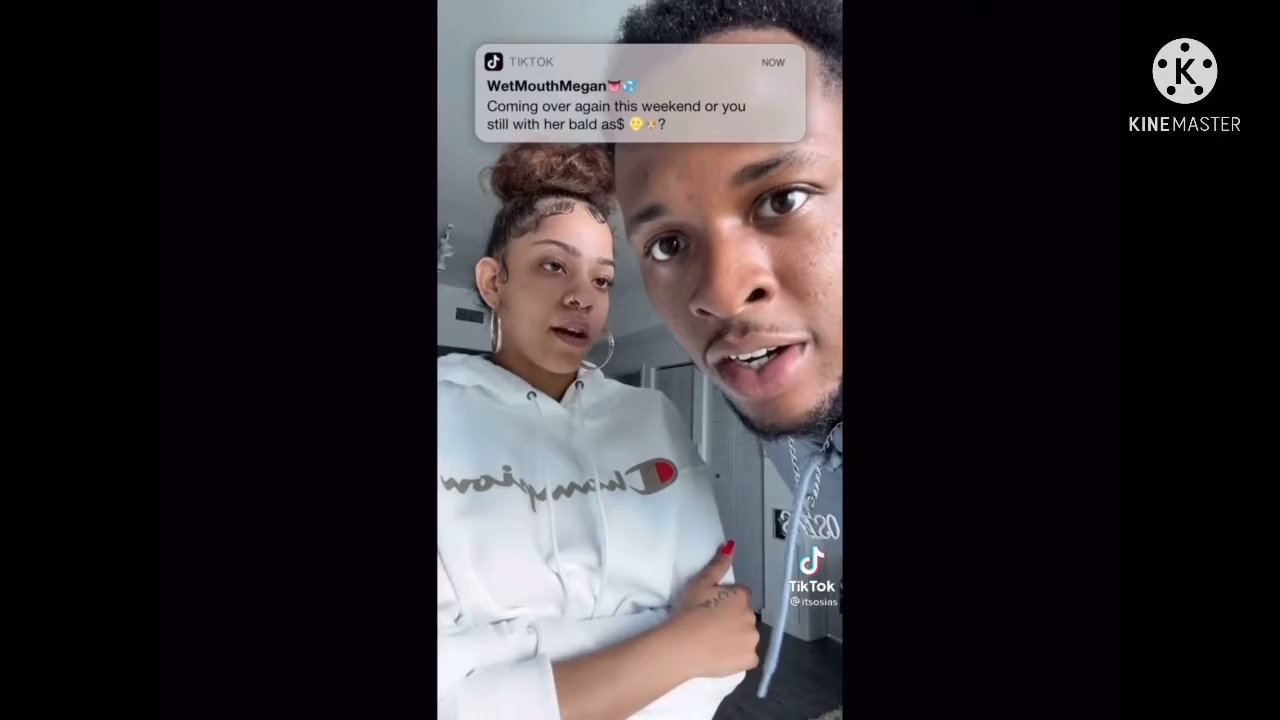 TIKTOK NOW
WetMouthMegan👅💦
Coming over again this weekend or you
still with her bald as$ 🌝✨?
K
KINEMASTER
Champion
TikTok
@itsosias